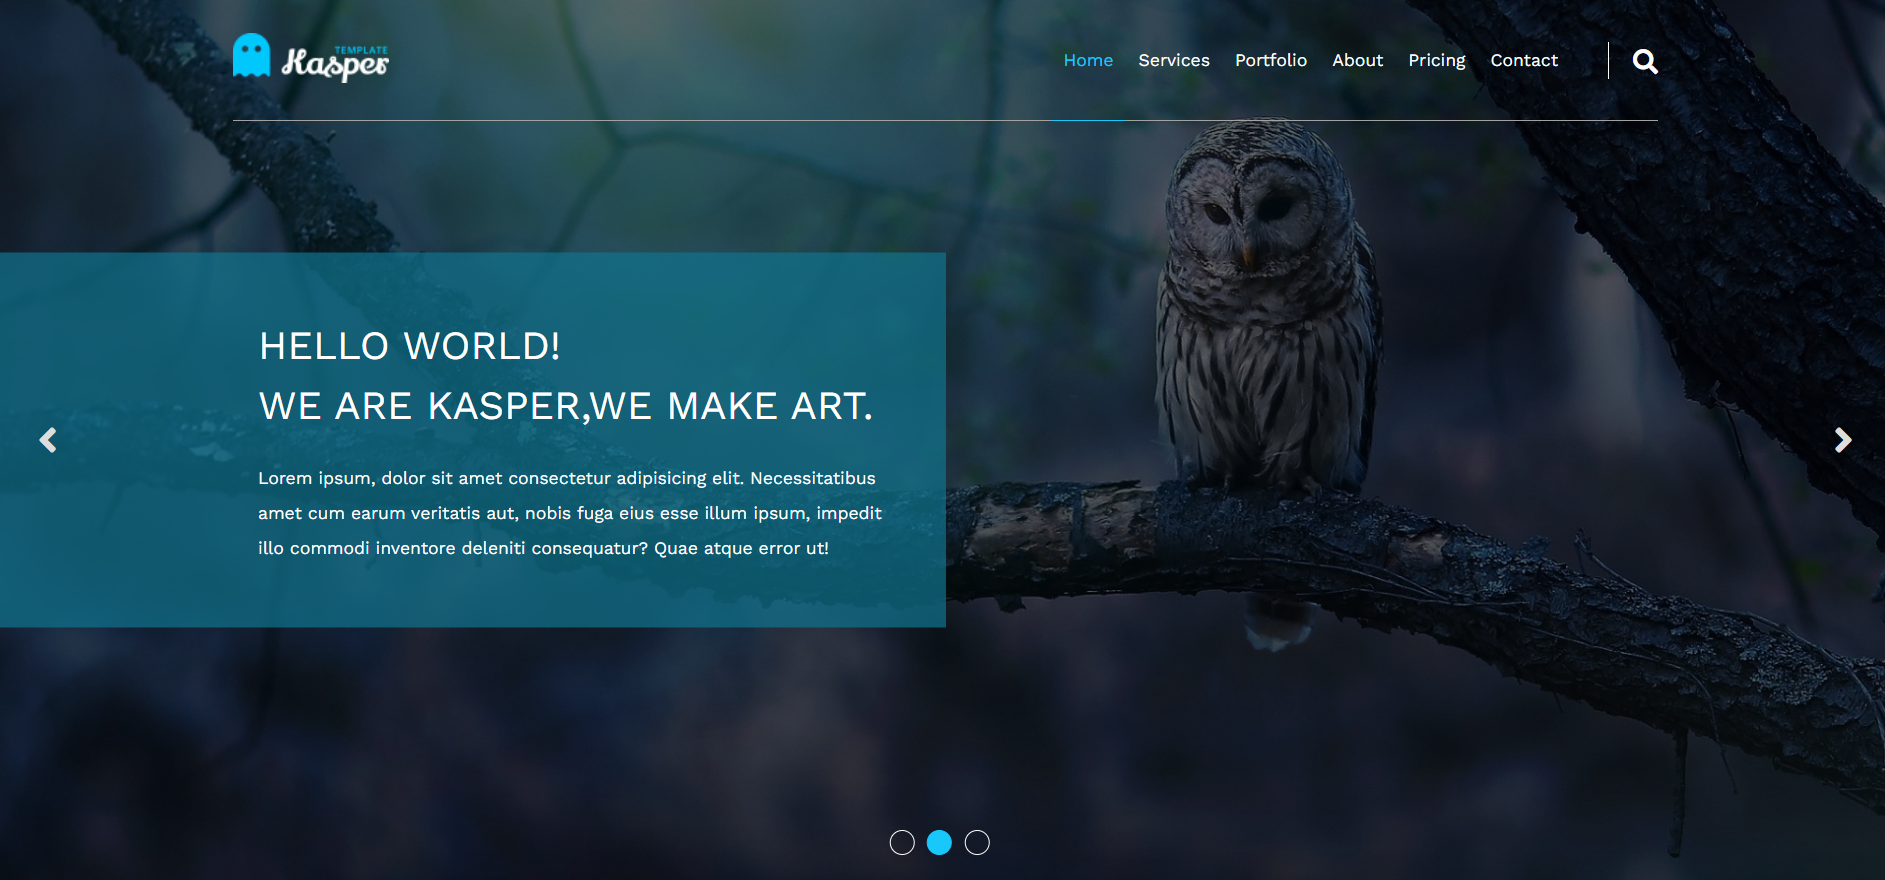 TEMPLATE
Kasper
Home Services Portfolio About Pricing Contact
HELLO WORLD!
WE ARE KASPER,WE MAKE ART.
Lorem ipsum, dolor sit amet consectetur adipisicing elit. Necessitatibus
amet cum earum veritatis aut, nobis fuga eius esse illum ipsum, impedit
illo commodi inventore deleniti consequatur? Quae atque error ut!